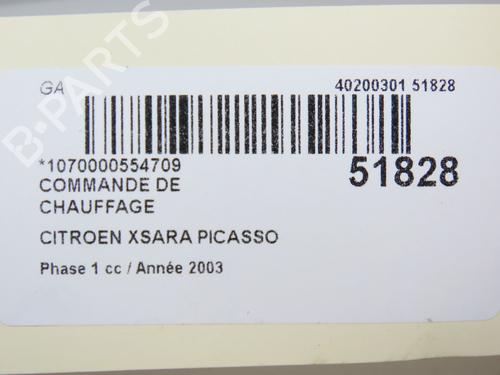 GA
40200301 51828
*1070000554709
51828
COMMANDE DE
CHAUFFAGE
CITROEN XSARA PICASSO
Phase 1 cc / Année 2003
B-PARTS